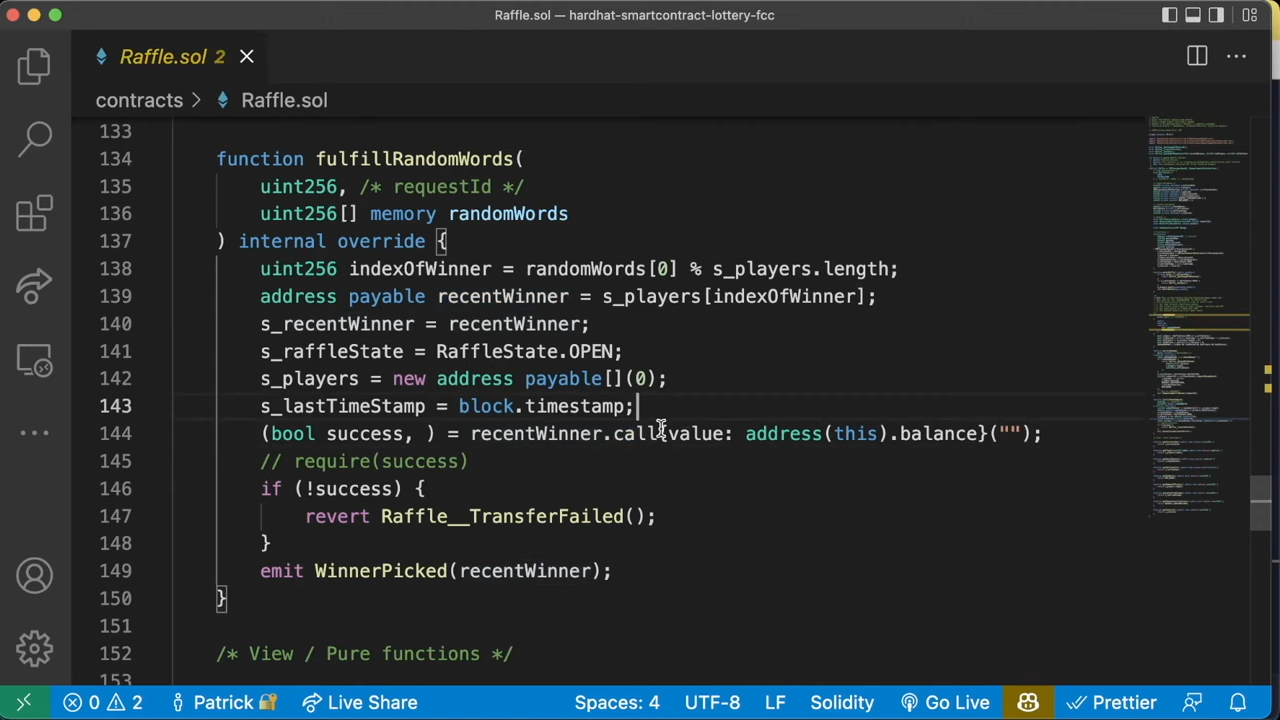 Raffle.sol — hardhat-smartcontract-lottery-fcc
Raffle.sol 2
contracts > Raffle.sol
133
134 function fulfillRandomWords(
135 uint256, /* requestId */
136 uint256[] memory randomWords
137 ) internal override {
138 uint256 indexOfWinner = randomWords[0] % s_players.length;
139 address payable recentWinner = s_players[indexOfWinner];
140 s_recentWinner = recentWinner;
141 s_raffleState = RaffleState.OPEN;
142 s_players = new address payable[](0);
143 s_lastTimeStamp = block.timestamp;
144 (bool success, ) = recentWinner.call{value: address(this).balance}("");
145 // require(success)
146 if (!success) {
147 revert Raffle__TransferFailed();
148 }
149 emit WinnerPicked(recentWinner);
150 }
151
152 /* View / Pure functions */
153
0 2 Patrick🔐 Live Share Spaces: 4 UTF-8 LF Solidity Go Live Prettier